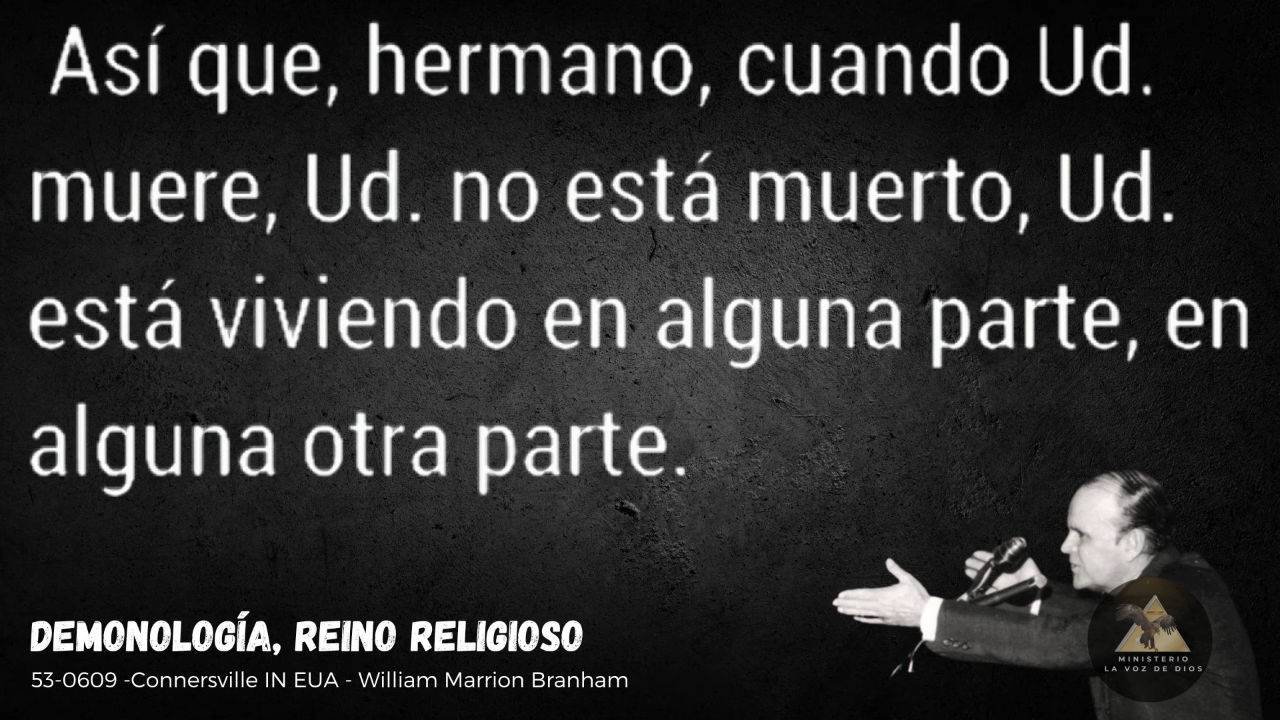 Así que, hermano, cuando Ud.
muere, Ud. no está muerto, Ud.
está viviendo en alguna parte, en
alguna otra parte.
DEMONOLOGÍA, REINO RELIGIOSO
53-0609 -Connersville IN EUA - William Marrion Branham
MINISTERIO
LA VOZ DE DIOS